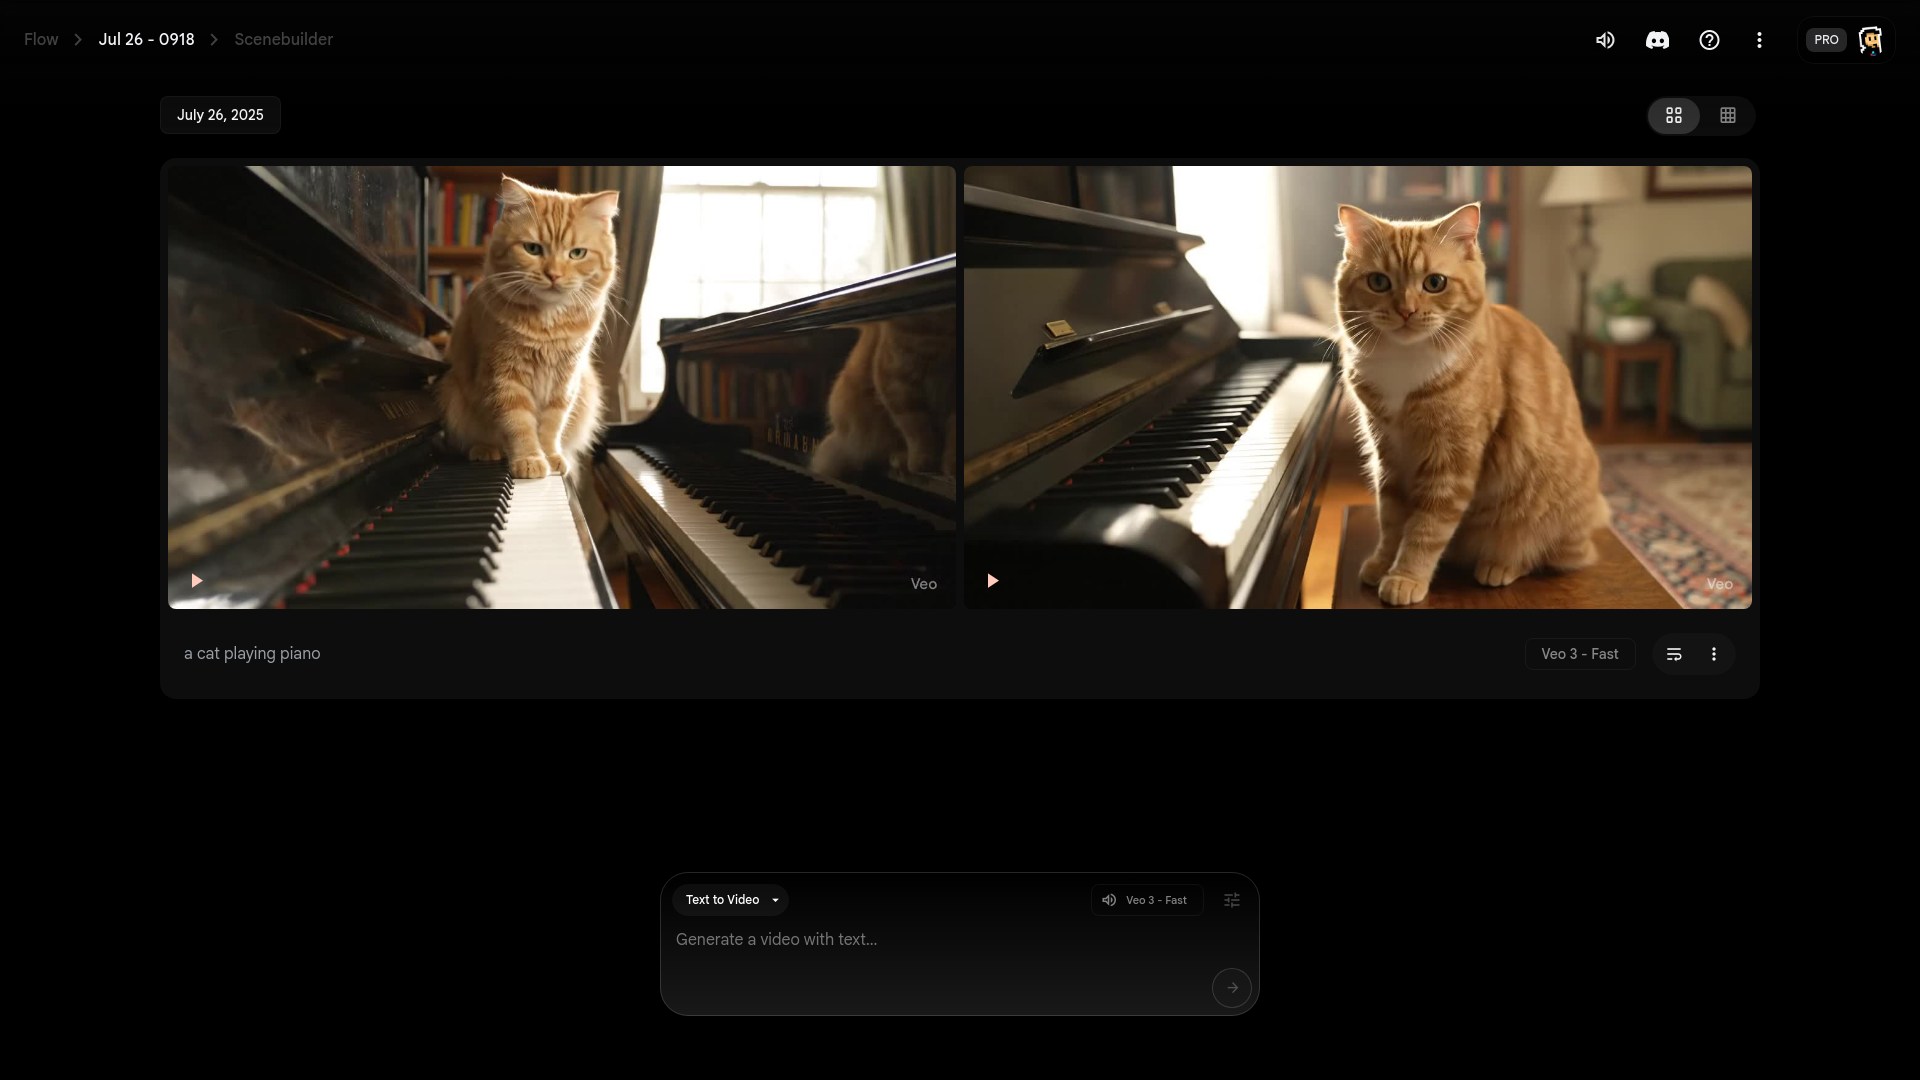 Flow
Jul 26 - 0918
Scenebuilder
PRO
July 26, 2025
Veo
Veo
a cat playing piano
Veo 3 - Fast
Text to Video
Veo 3 - Fast
Generate a video with text...